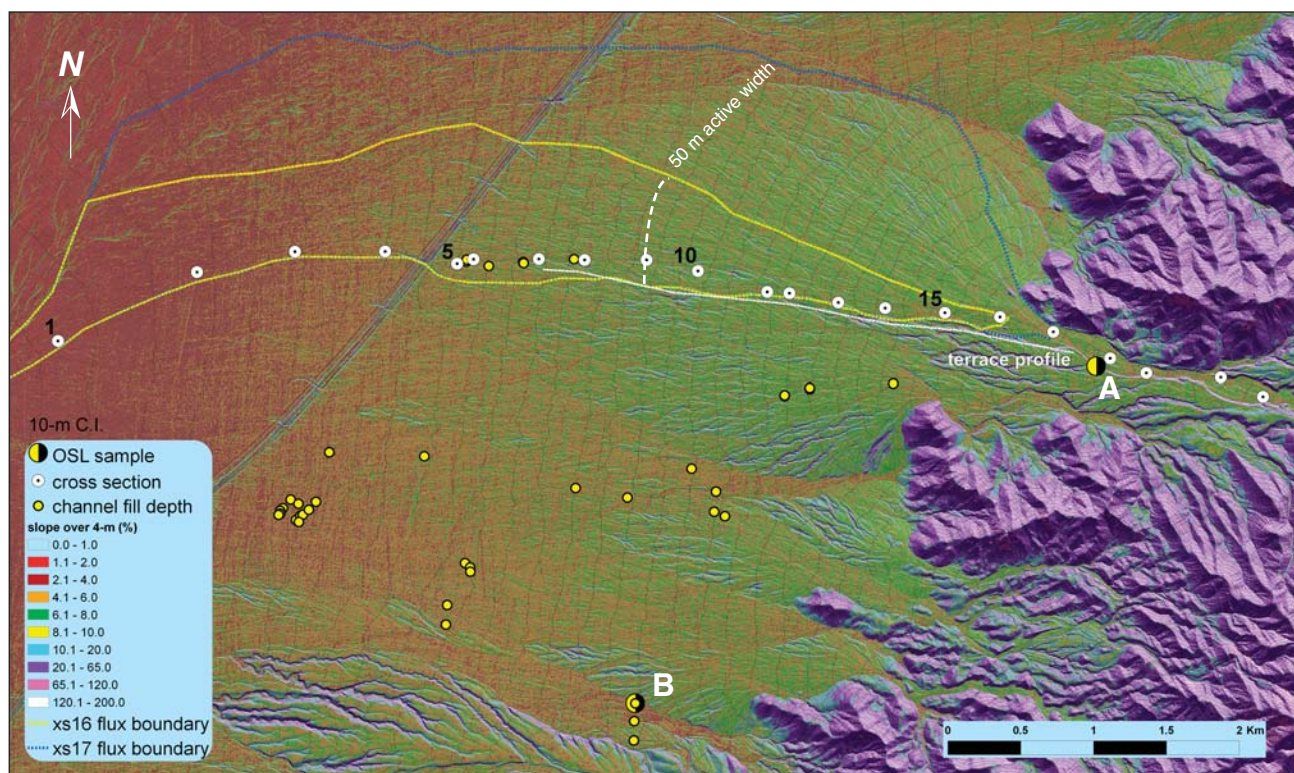 N
50 m active width
5
10
15
1
terrace profile
A
B
10-m C.I.
OSL sample
cross section
channel fill depth
slope over 4-m (%)
0.0 - 1.0
1.1 - 2.0
2.1 - 4.0
4.1 - 6.0
6.1 - 8.0
8.1 - 10.0
10.1 - 20.0
20.1 - 65.0
65.1 - 120.0
120.1 - 200.0
xs16 flux boundary
xs17 flux boundary
0 0.5 1 1.5 2 Km